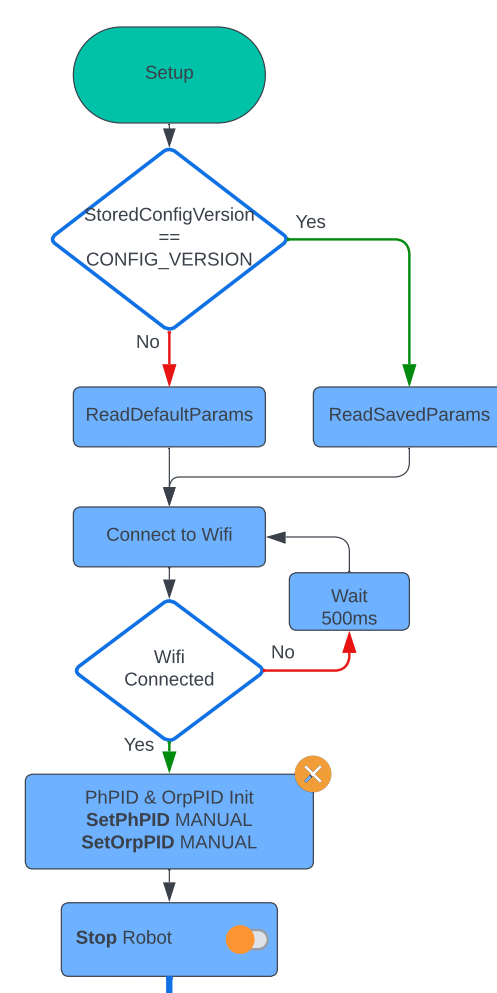 Setup
StoredConfigVersion
==
CONFIG_VERSION
Yes
No
ReadDefaultParams
ReadSavedParams
Connect to Wifi
Wait
500ms
Wifi
Connected
No
Yes
PhPID & OrpPID Init
SetPhPID MANUAL
SetOrpPID MANUAL
Stop Robot